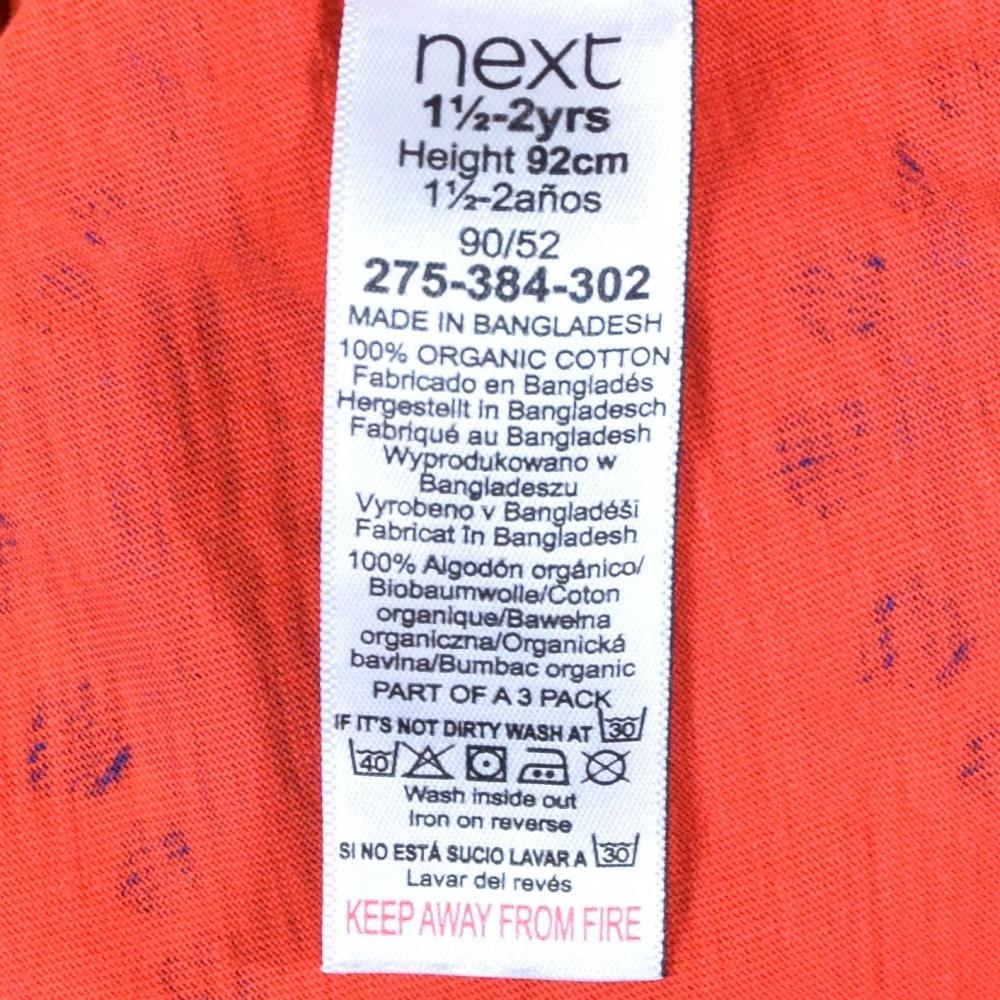 next
1½-2yrs
Height 92cm
1½-2años
90/52
275-384-302
MADE IN BANGLADESH
100% ORGANIC COTTON
Fabricado en Bangladés
Hergestellt in Bangladesch
Fabriqué au Bangladesh
Wyprodukowano w
Bangladeszu
Vyrobeno v Bangladéši
Fabricat în Bangladesh
100% Algodón orgánico/
Biobaumwolle/Coton
organique/Bawełna
organiczna/Organická
bavlna/Bumbac organic
PART OF A 3 PACK
IF IT'S NOT DIRTY WASH AT 30
40
Wash inside out
Iron on reverse
SI NO ESTÁ SUCIO LAVAR A 30
Lavar del revés
KEEP AWAY FROM FIRE